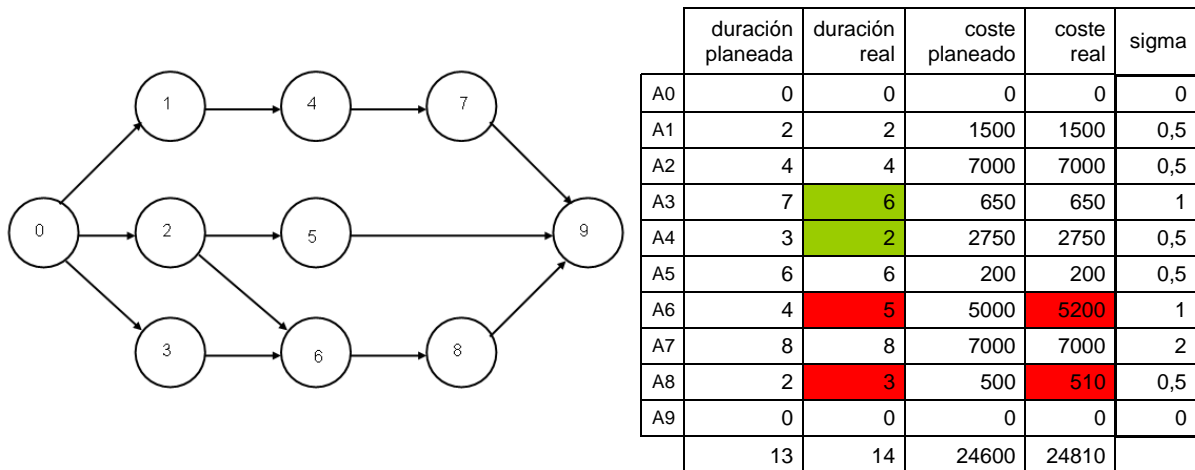 1
4
7
0
2
5
9
3
6
8
duración planeada duración real coste planeado coste real sigma
A0 0 0 0 0 0
A1 2 2 1500 1500 0,5
A2 4 4 7000 7000 0,5
A3 7 6 650 650 1
A4 3 2 2750 2750 0,5
A5 6 6 200 200 0,5
A6 4 5 5000 5200 1
A7 8 8 7000 7000 2
A8 2 3 500 510 0,5
A9 0 0 0 0 0
13 14 24600 24810